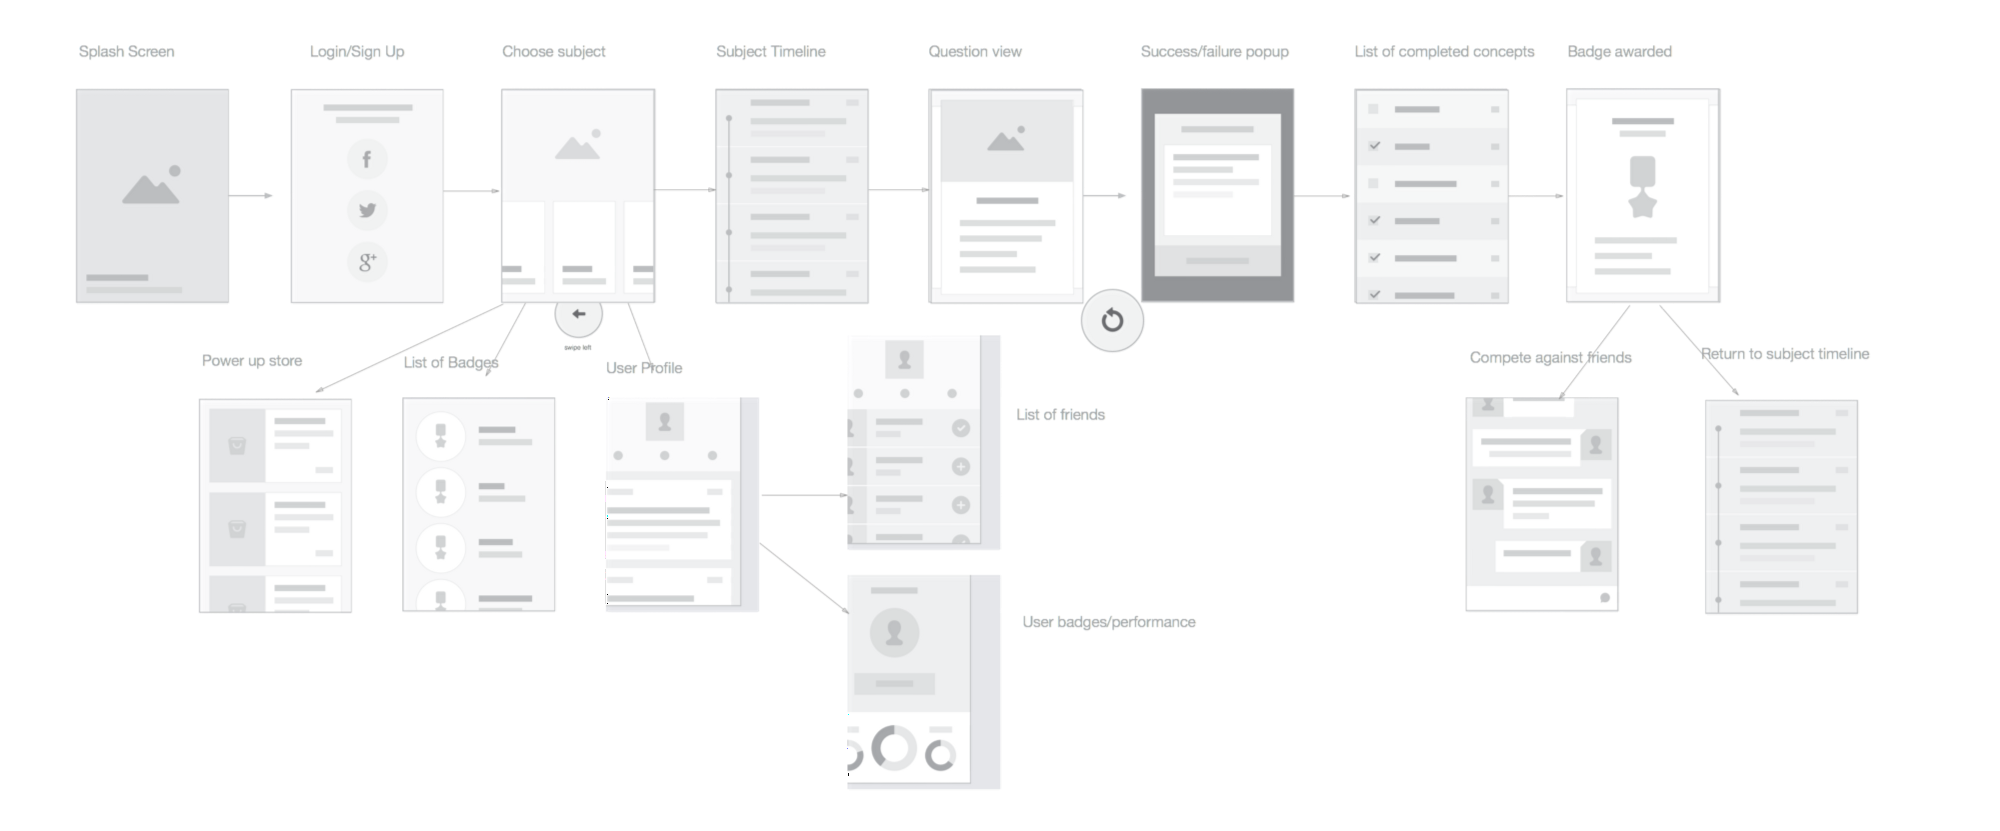 Splash Screen
Login/Sign Up
Choose subject
Subject Timeline
Question view
Success/failure popup
List of completed concepts
Badge awarded
f
g+
swipe left
Power up store
List of Badges
User Profile
Compete against friends
Return to subject timeline
List of friends
User badges/performance